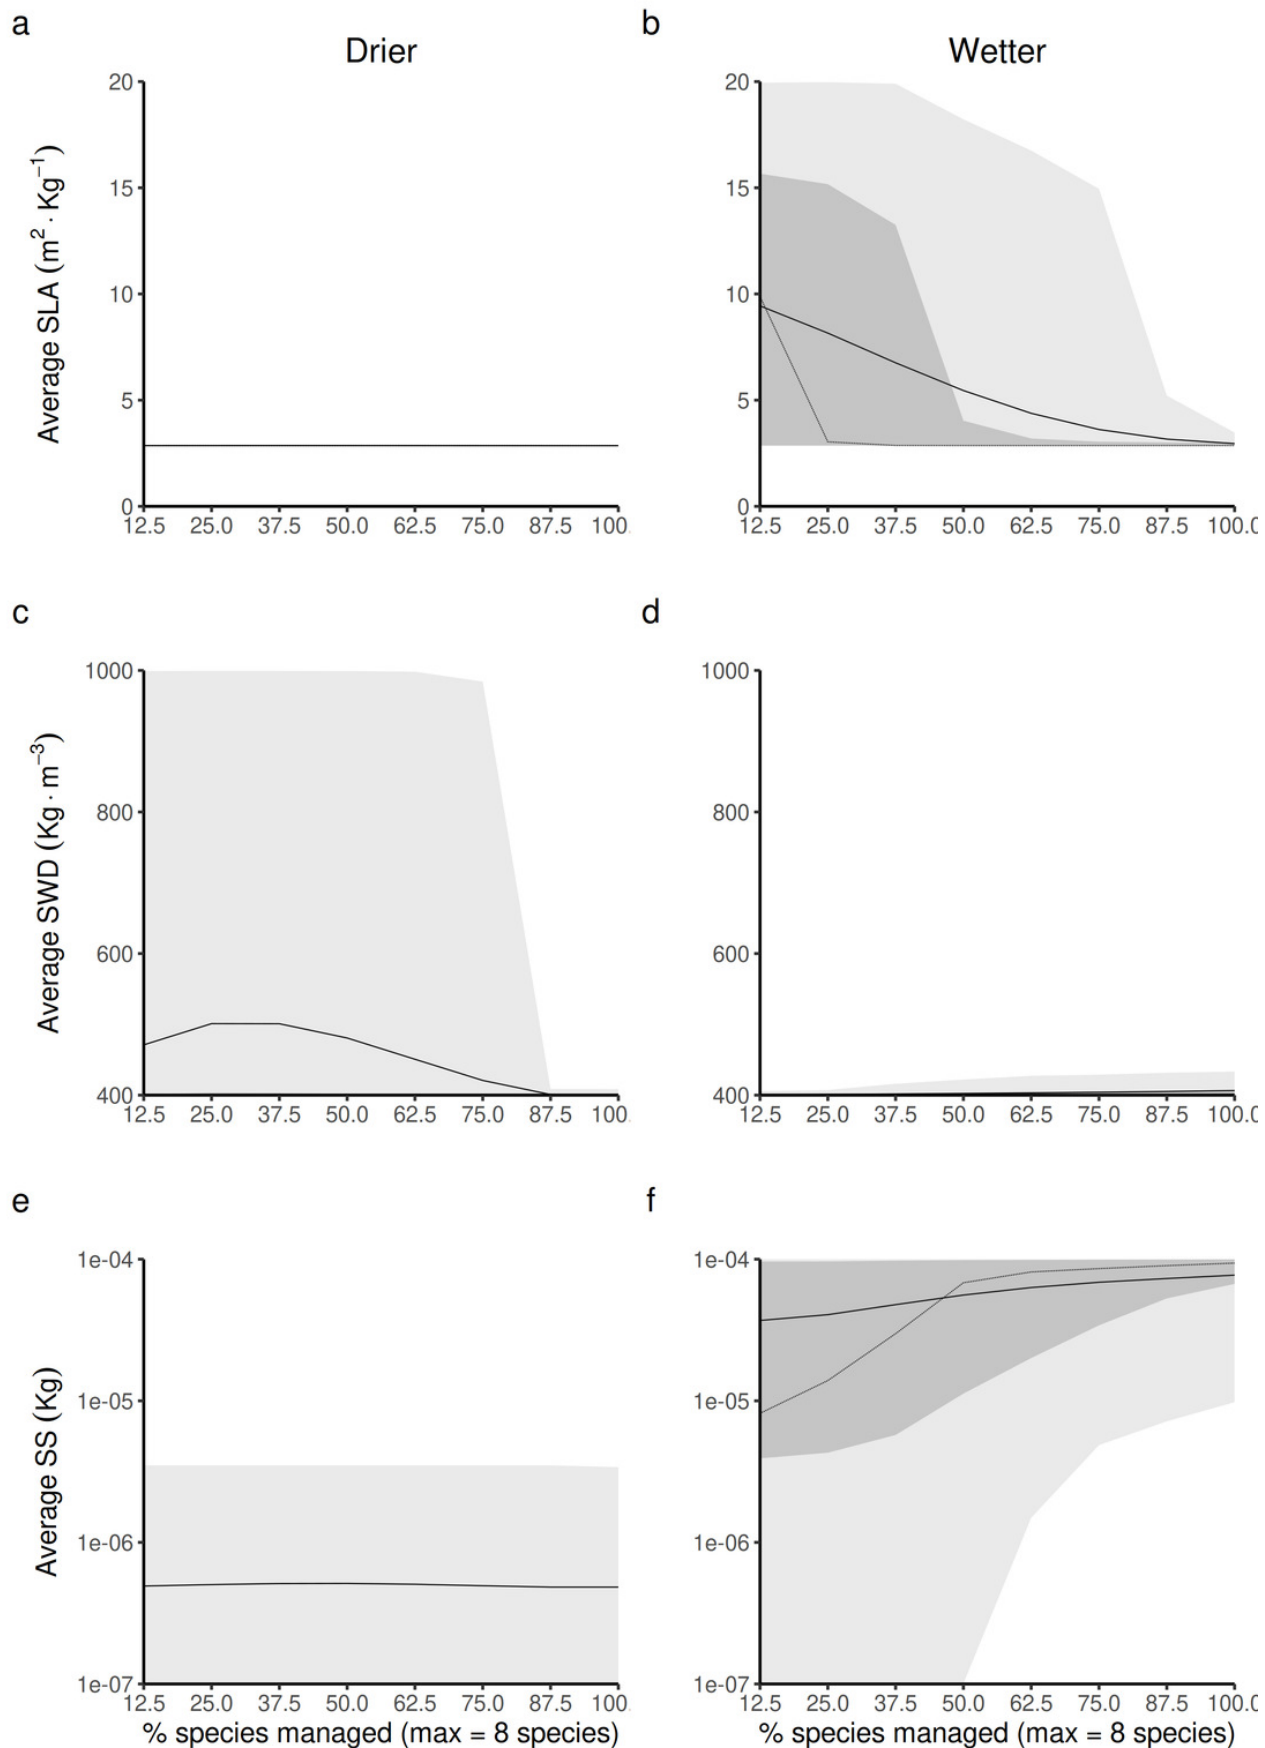 a
b
Drier
Wetter
Average SLA (m² · Kg⁻¹)
20
15
10
5
0
12.5 25.0 37.5 50.0 62.5 75.0 87.5 100.
20
15
10
5
0
12.5 25.0 37.5 50.0 62.5 75.0 87.5 100.0
c
d
Average SWD (Kg · m⁻³)
1000
800
600
400
12.5 25.0 37.5 50.0 62.5 75.0 87.5 100.
1000
800
600
400
12.5 25.0 37.5 50.0 62.5 75.0 87.5 100.0
e
f
Average SS (Kg)
1e-04
1e-05
1e-06
1e-07
12.5 25.0 37.5 50.0 62.5 75.0 87.5 100.
% species managed (max = 8 species)
1e-04
1e-05
1e-06
1e-07
12.5 25.0 37.5 50.0 62.5 75.0 87.5 100.0
% species managed (max = 8 species)